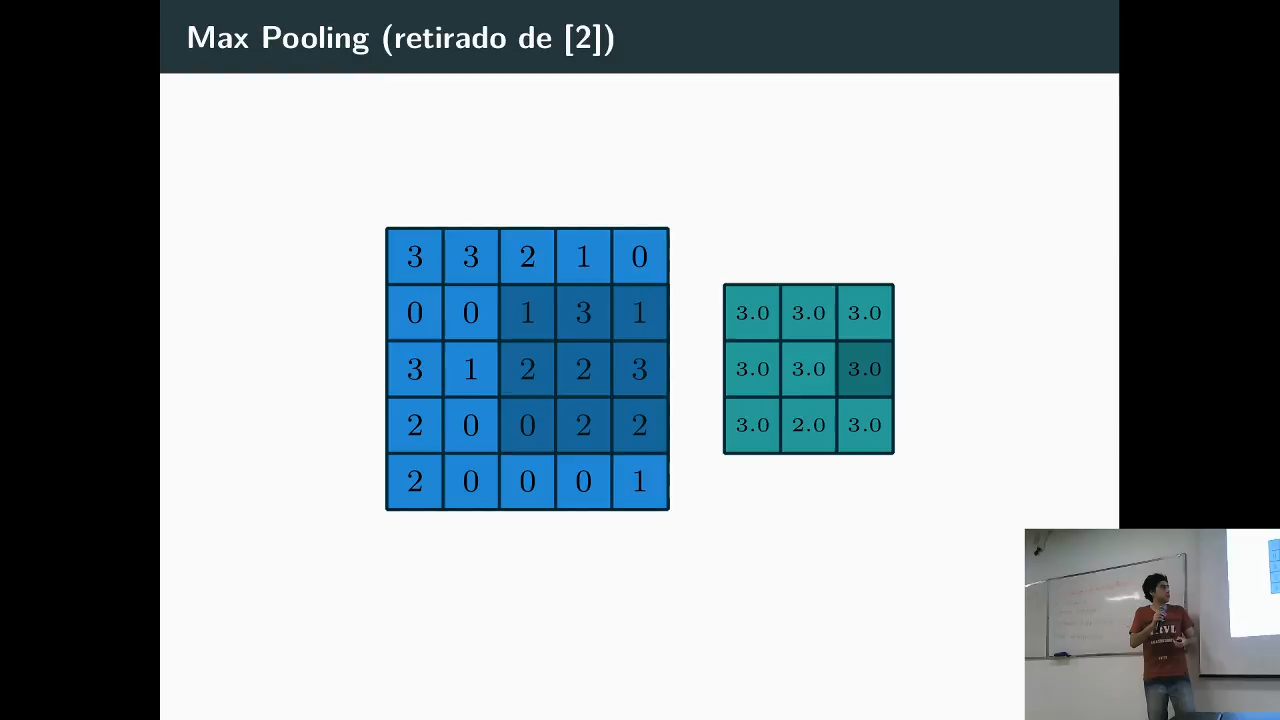 Max Pooling (retirado de [2])
3 3 2 1 0
0 0 1 3 1
3 1 2 2 3
2 0 0 2 2
2 0 0 0 1
3.0 3.0 3.0
3.0 3.0 3.0
3.0 2.0 3.0